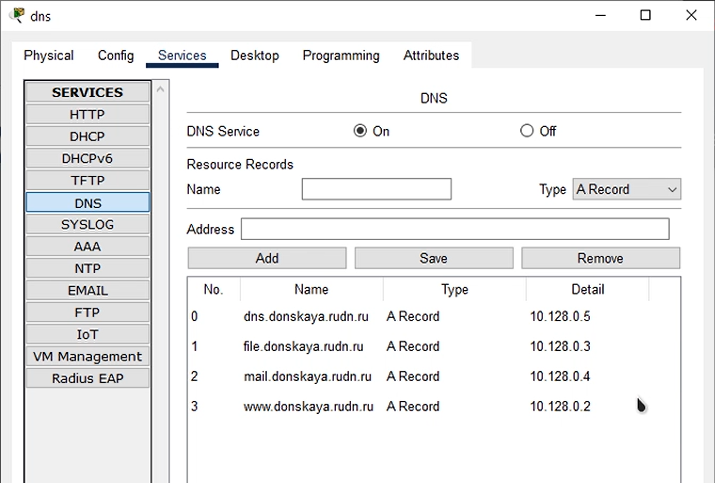 dns
Physical Config Services Desktop Programming Attributes
SERVICES
HTTP
DHCP
DHCPv6
TFTP
DNS
SYSLOG
AAA
NTP
EMAIL
FTP
IoT
VM Management
Radius EAP
DNS
DNS Service On Off
Resource Records
Name Type A Record
Address
Add Save Remove
No. Name Type Detail
0 dns.donskaya.rudn.ru A Record 10.128.0.5
1 file.donskaya.rudn.ru A Record 10.128.0.3
2 mail.donskaya.rudn.ru A Record 10.128.0.4
3 www.donskaya.rudn.ru A Record 10.128.0.2